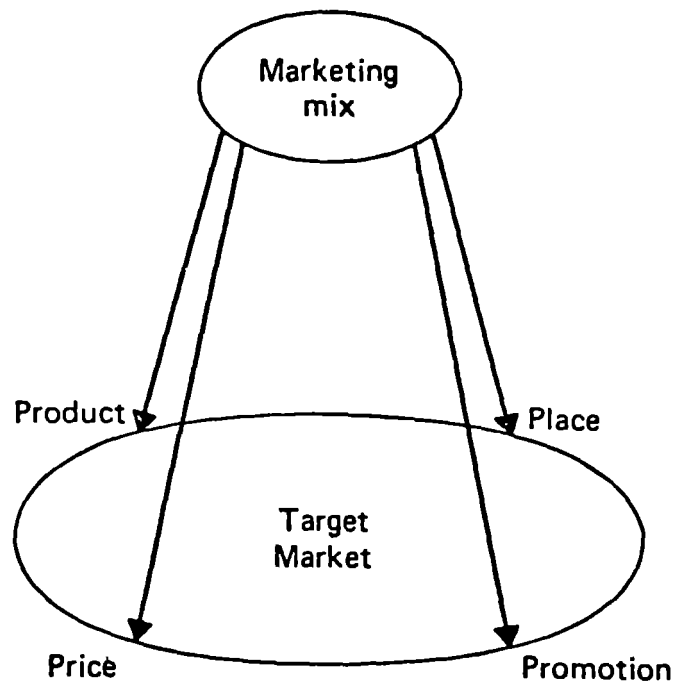 Marketing
mix
Product
Place
Target
Market
Price
Promotion